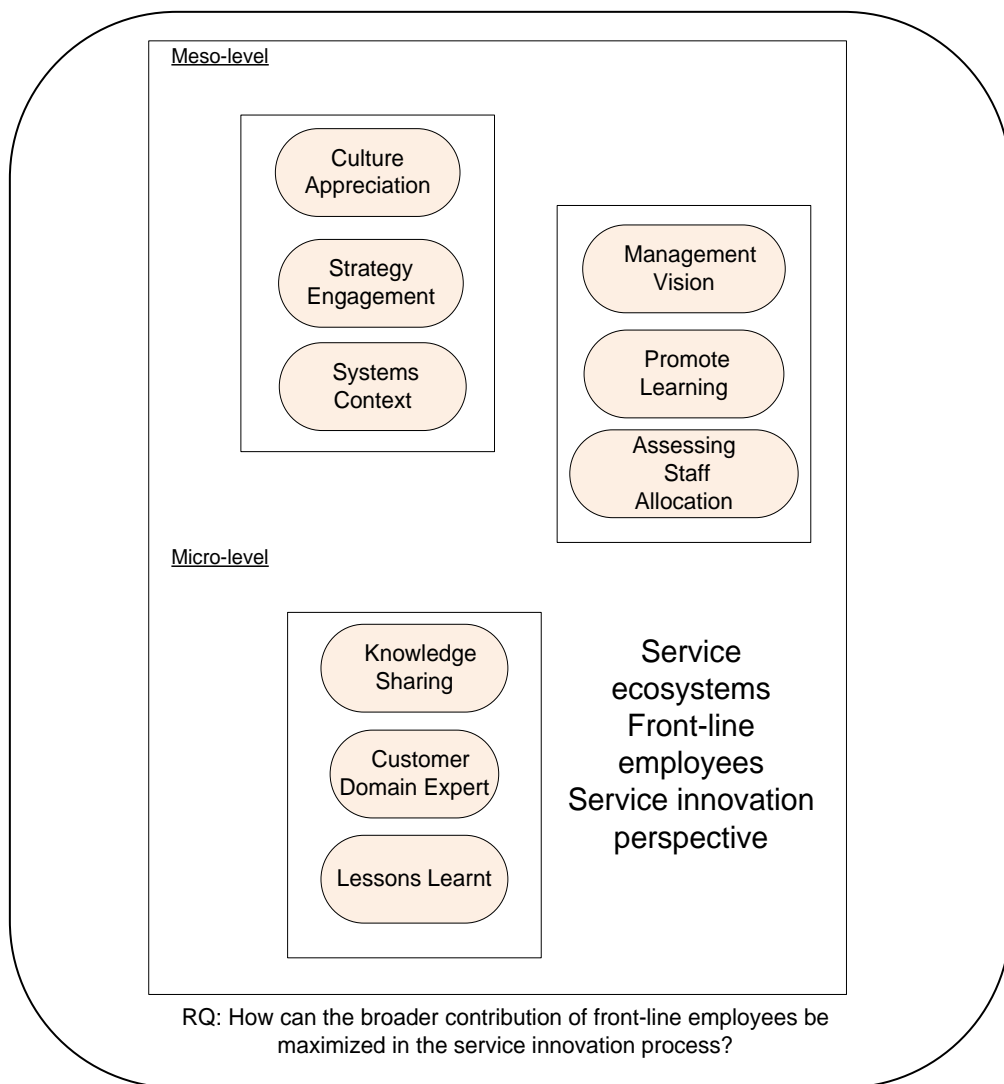 Meso-level
Culture
Appreciation
Strategy
Engagement
Systems
Context
Management
Vision
Promote
Learning
Assessing
Staff
Allocation
Micro-level
Knowledge
Sharing
Customer
Domain Expert
Lessons Learnt
Service
ecosystems
Front-line
employees
Service innovation
perspective
RQ: How can the broader contribution of front-line employees be
maximized in the service innovation process?